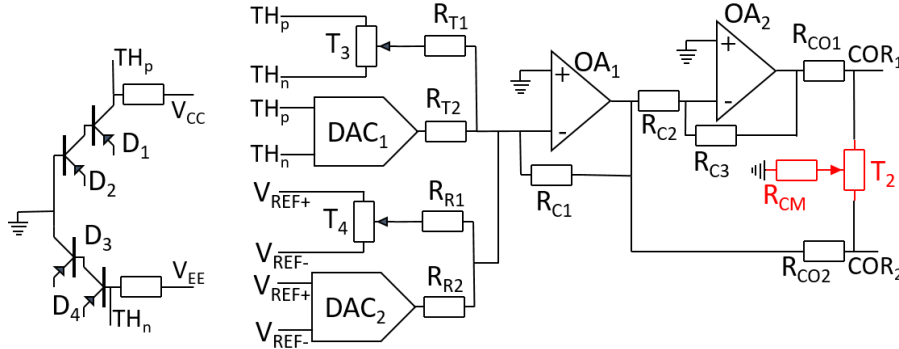 THp
VCC
D1
D2
D3
VEE
D4
THn
THp
T3
THn
RT1
THp
DAC1
THn
RT2
VREF+
T4
VREF-
RR1
VREF+
DAC2
VREF-
RR2
OA1
RC1
OA2
RC2
RC3
RCO1
COR1
T2
RCM
RCO2
COR2